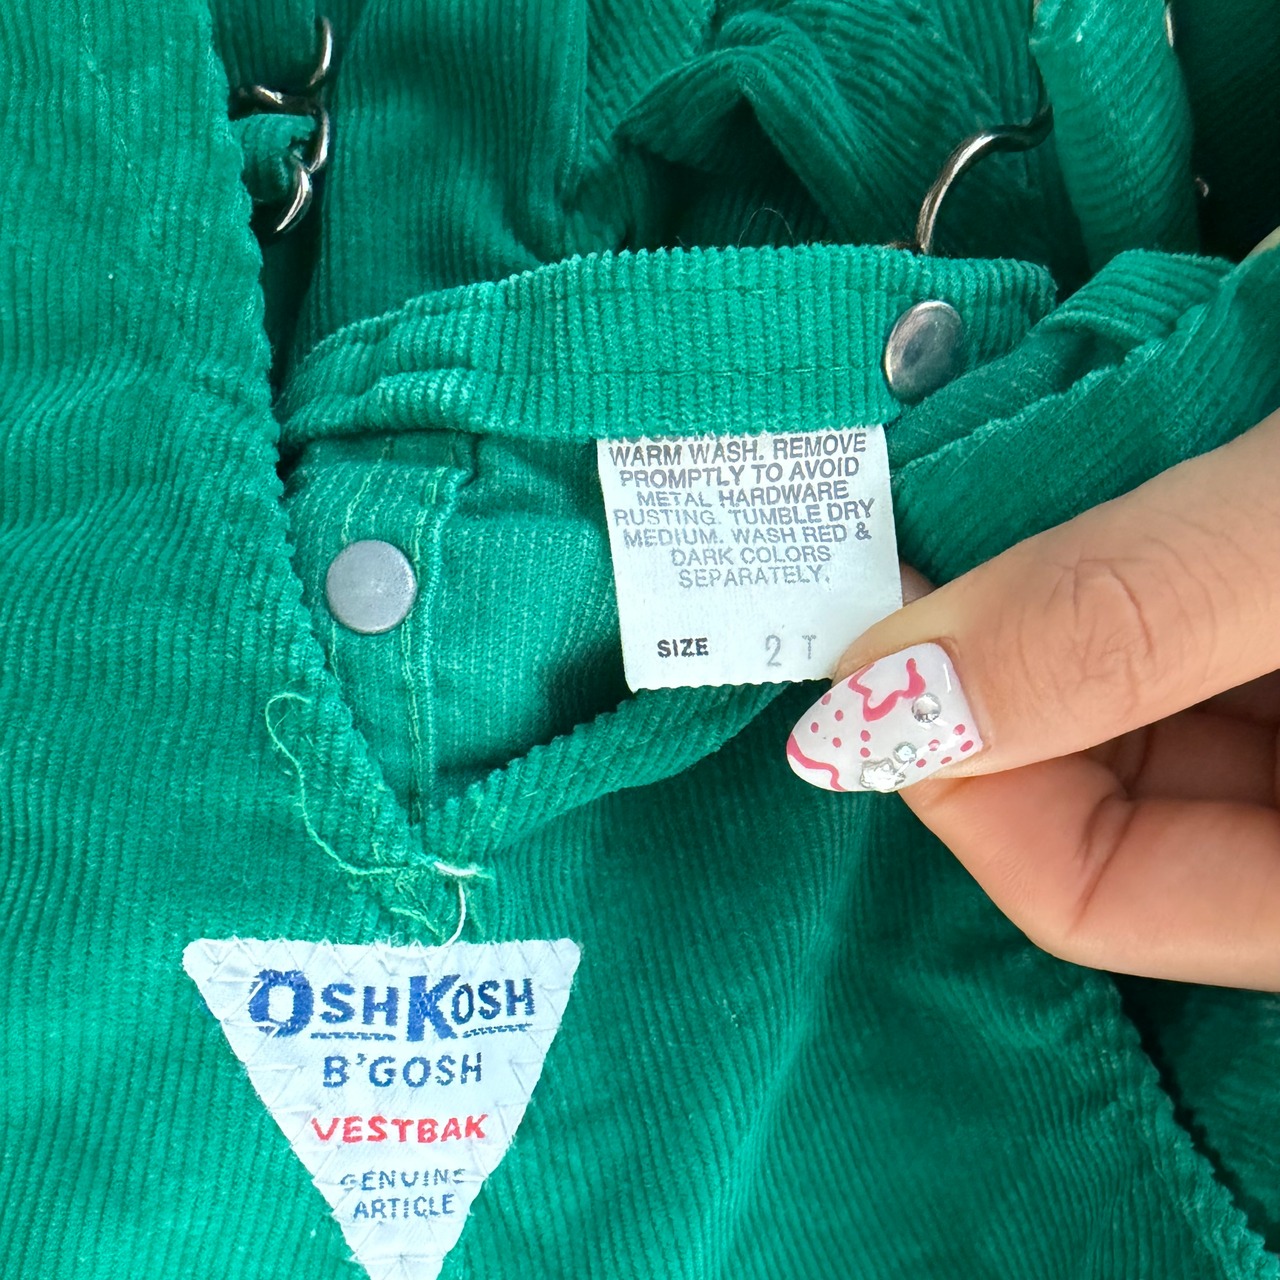 WARM WASH. REMOVE
PROMPTLY TO AVOID
METAL HARDWARE
RUSTING. TUMBLE DRY
MEDIUM. WASH RED &
DARK COLORS
SEPARATELY.
SIZE 2 T
OSHKOSH
B'GOSH
VESTBAK
GENUINE
ARTICLE